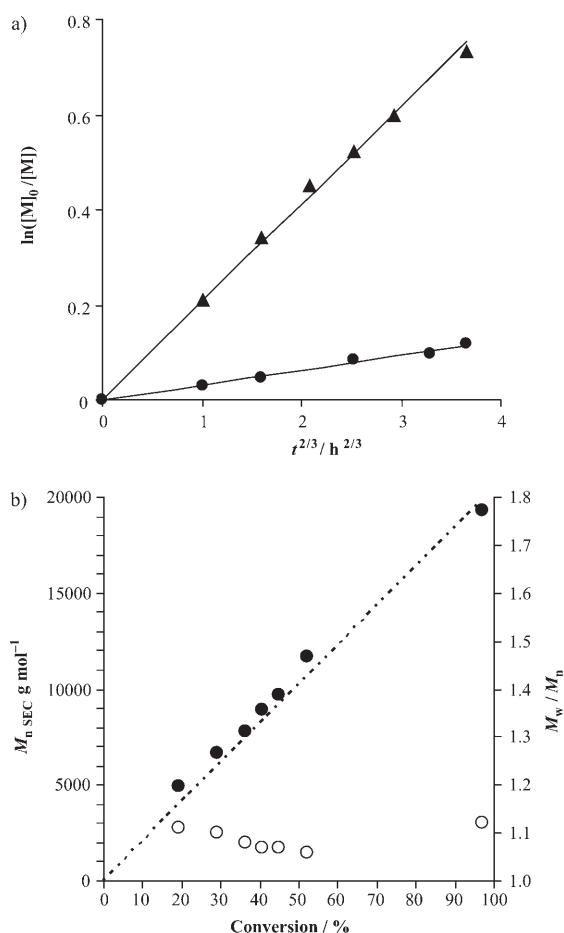 a)
0.8
0.6
0.4
0.2
0
ln([M]0 /[M])
0 1 2 3 4
t 2/3 / h 2/3
b)
20000 1.8
1.7
15000 1.6
1.5
10000 1.4
1.3
5000 1.2
1.1
0 1.0
Mn SEC g mol−1
Mw / Mn
0 10 20 30 40 50 60 70 80 90 100
Conversion / %